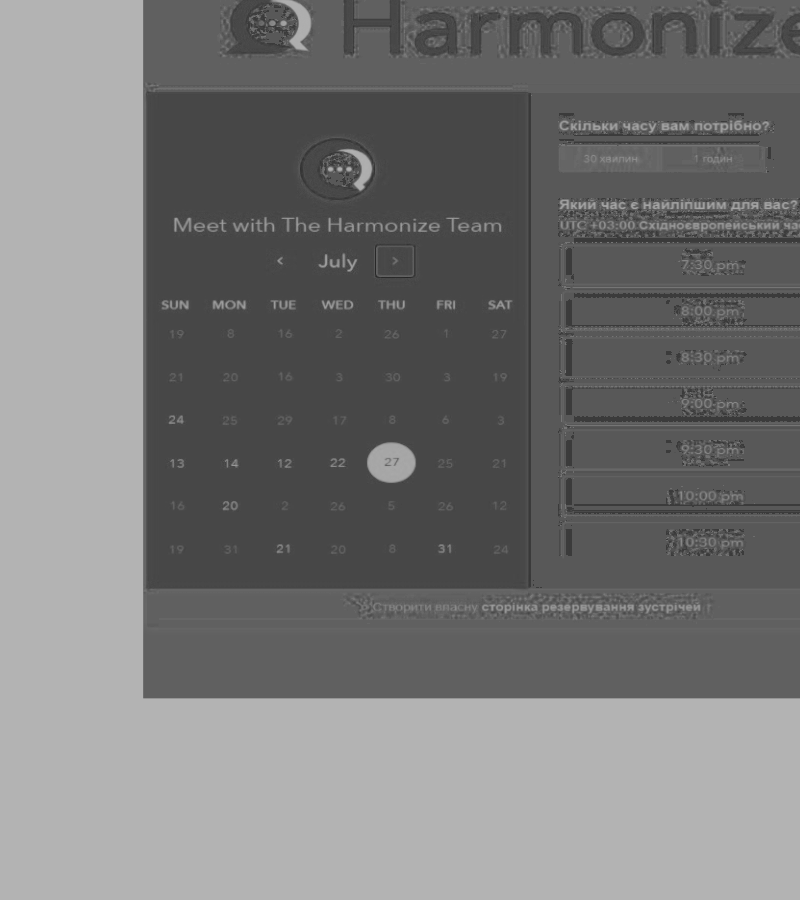 Harmonize
Meet with The Harmonize Team
‹ July ›
SUN MON TUE WED THU FRI SAT
19 8 16 2 26 1 27
21 20 16 3 30 3 19
24 25 29 17 8 6 3
13 14 12 22 27 25 21
16 20 2 26 5 26 12
19 31 21 20 8 31 24
Скільки часу вам потрібно?
30 хвилин 1 годин
Який час є найліпшим для вас?
UTC +03:00 Східноєвропейський
7:30 pm
8:00 pm
8:30 pm
9:00 pm
9:30 pm
10:00 pm
10:30 pm
Створити власну сторінка резервування зустрічей